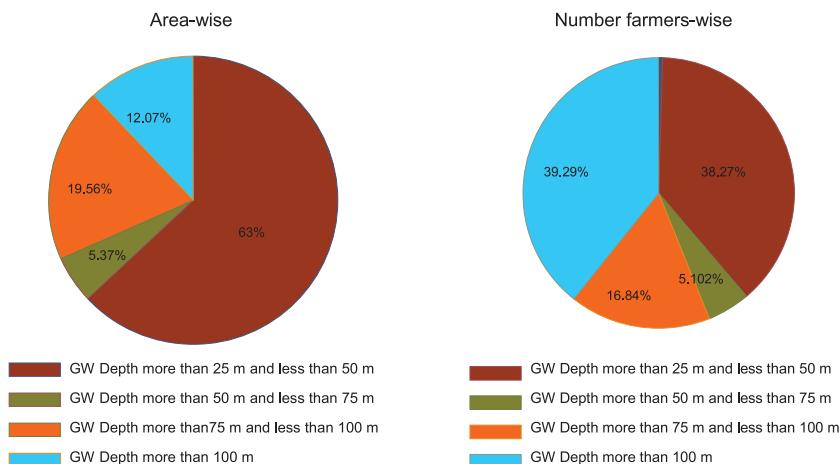 Area-wise
Number farmers-wise
12.07%
19.56%
5.37%
63%
39.29%
38.27%
16.84%
5.102%
GW Depth more than 25 m and less than 50 m
GW Depth more than 50 m and less than 75 m
GW Depth more than75 m and less than 100 m
GW Depth more than 100 m
GW Depth more than 25 m and less than 50 m
GW Depth more than 50 m and less than 75 m
GW Depth more than 75 m and less than 100 m
GW Depth more than 100 m